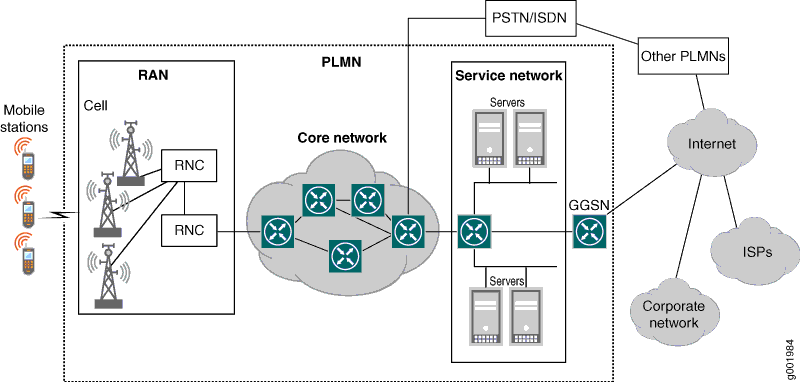 PSTN/ISDN
Other PLMNs
PLMN
RAN
Service network
Cell
Servers
Mobile
stations
Core network
RNC
Internet
RNC
GGSN
ISPs
Servers
Corporate
network
g001984